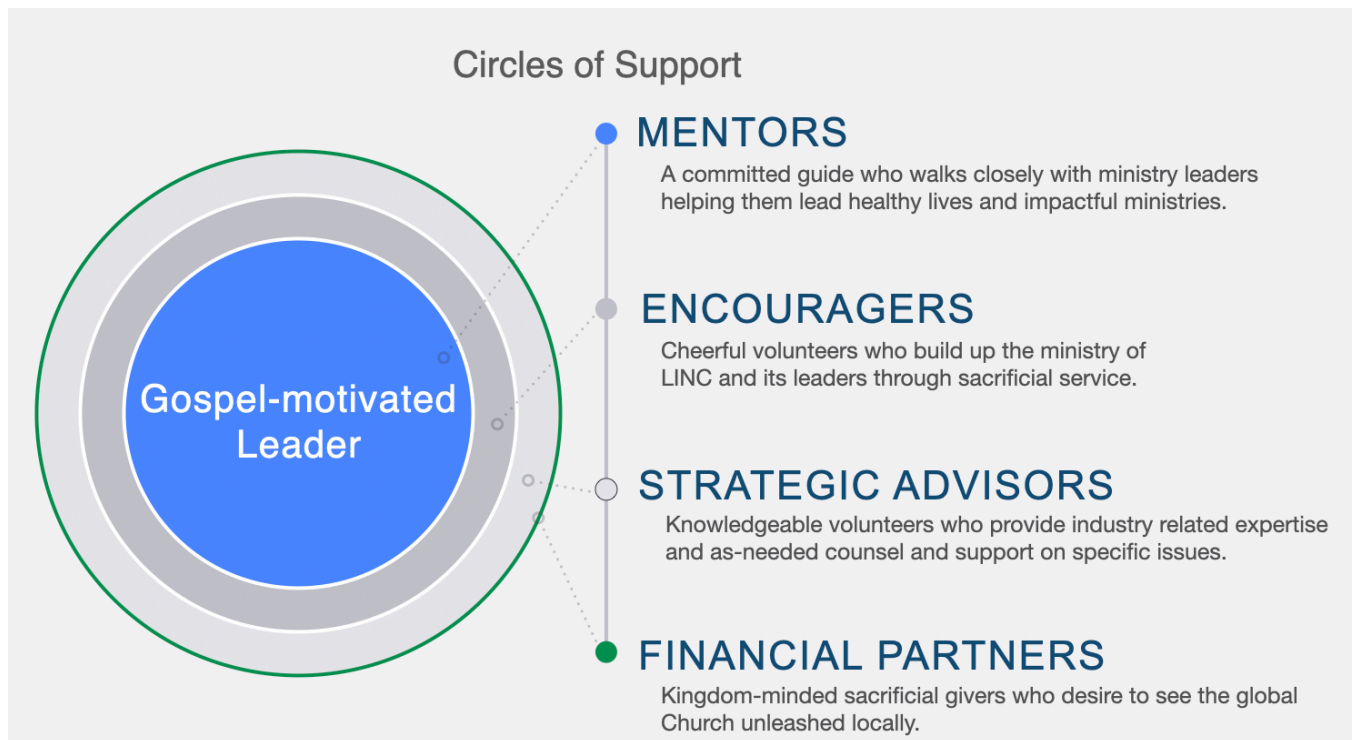 Circles of Support
Gospel-motivated
Leader
MENTORS
A committed guide who walks closely with ministry leaders
helping them lead healthy lives and impactful ministries.
ENCOURAGERS
Cheerful volunteers who build up the ministry of
LINC and its leaders through sacrificial service.
STRATEGIC ADVISORS
Knowledgeable volunteers who provide industry related expertise
and as-needed counsel and support on specific issues.
FINANCIAL PARTNERS
Kingdom-minded sacrificial givers who desire to see the global
Church unleashed locally.